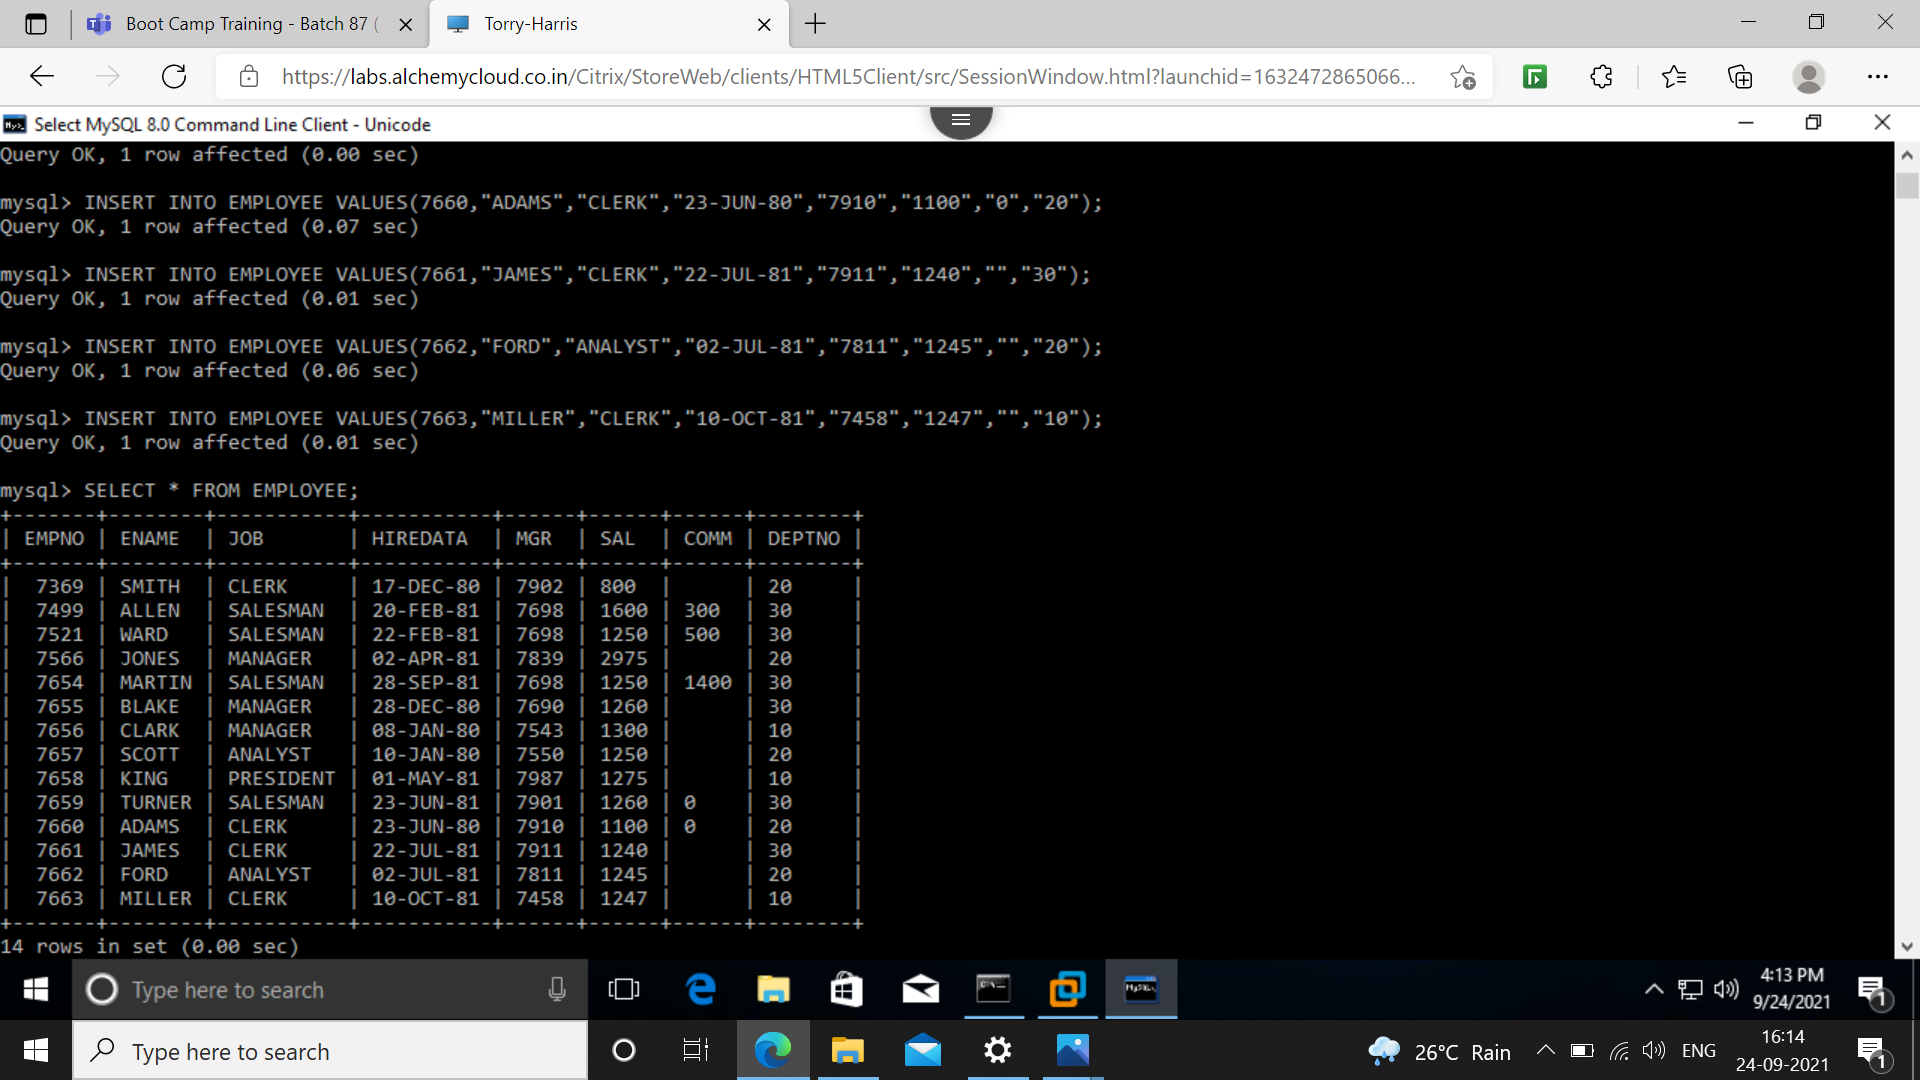 Boot Camp Training - Batch 87 (
Torry-Harris
https://labs.alchemycloud.co.in/Citrix/StoreWeb/clients/HTML5Client/src/SessionWindow.html?launchid=1632472865066...
Select MySQL 8.0 Command Line Client - Unicode
Query OK, 1 row affected (0.00 sec)
mysql> INSERT INTO EMPLOYEE VALUES(7660,"ADAMS","CLERK","23-JUN-80","7910","1100","0","20");
Query OK, 1 row affected (0.07 sec)
mysql> INSERT INTO EMPLOYEE VALUES(7661,"JAMES","CLERK","22-JUL-81","7911","1240","","30");
Query OK, 1 row affected (0.01 sec)
mysql> INSERT INTO EMPLOYEE VALUES(7662,"FORD","ANALYST","02-JUL-81","7811","1245","","20");
Query OK, 1 row affected (0.06 sec)
mysql> INSERT INTO EMPLOYEE VALUES(7663,"MILLER","CLERK","10-OCT-81","7458","1247","","10");
Query OK, 1 row affected (0.01 sec)
mysql> SELECT * FROM EMPLOYEE;
+-------+--------+-----------+-----------+------+------+------+--------+
| EMPNO | ENAME  | JOB       | HIREDATA  | MGR  | SAL  | COMM | DEPTNO |
+-------+--------+-----------+-----------+------+------+------+--------+
|  7369 | SMITH  | CLERK     | 17-DEC-80 | 7902 | 800  |      | 20     |
|  7499 | ALLEN  | SALESMAN  | 20-FEB-81 | 7698 | 1600 | 300  | 30     |
|  7521 | WARD   | SALESMAN  | 22-FEB-81 | 7698 | 1250 | 500  | 30     |
|  7566 | JONES  | MANAGER   | 02-APR-81 | 7839 | 2975 |      | 20     |
|  7654 | MARTIN | SALESMAN  | 28-SEP-81 | 7698 | 1250 | 1400 | 30     |
|  7655 | BLAKE  | MANAGER   | 28-DEC-80 | 7690 | 1260 |      | 30     |
|  7656 | CLARK  | MANAGER   | 08-JAN-80 | 7543 | 1300 |      | 10     |
|  7657 | SCOTT  | ANALYST   | 10-JAN-80 | 7550 | 1250 |      | 20     |
|  7658 | KING   | PRESIDENT | 01-MAY-81 | 7987 | 1275 |      | 10     |
|  7659 | TURNER | SALESMAN  | 23-JUN-81 | 7901 | 1260 | 0    | 30     |
|  7660 | ADAMS  | CLERK     | 23-JUN-80 | 7910 | 1100 | 0    | 20     |
|  7661 | JAMES  | CLERK     | 22-JUL-81 | 7911 | 1240 |      | 30     |
|  7662 | FORD   | ANALYST   | 02-JUL-81 | 7811 | 1245 |      | 20     |
|  7663 | MILLER | CLERK     | 10-OCT-81 | 7458 | 1247 |      | 10     |
+-------+--------+-----------+-----------+------+------+------+--------+
14 rows in set (0.00 sec)
Type here to search
4:13 PM
9/24/2021
1
Type here to search
26°C Rain
ENG
16:14
24-09-2021
1